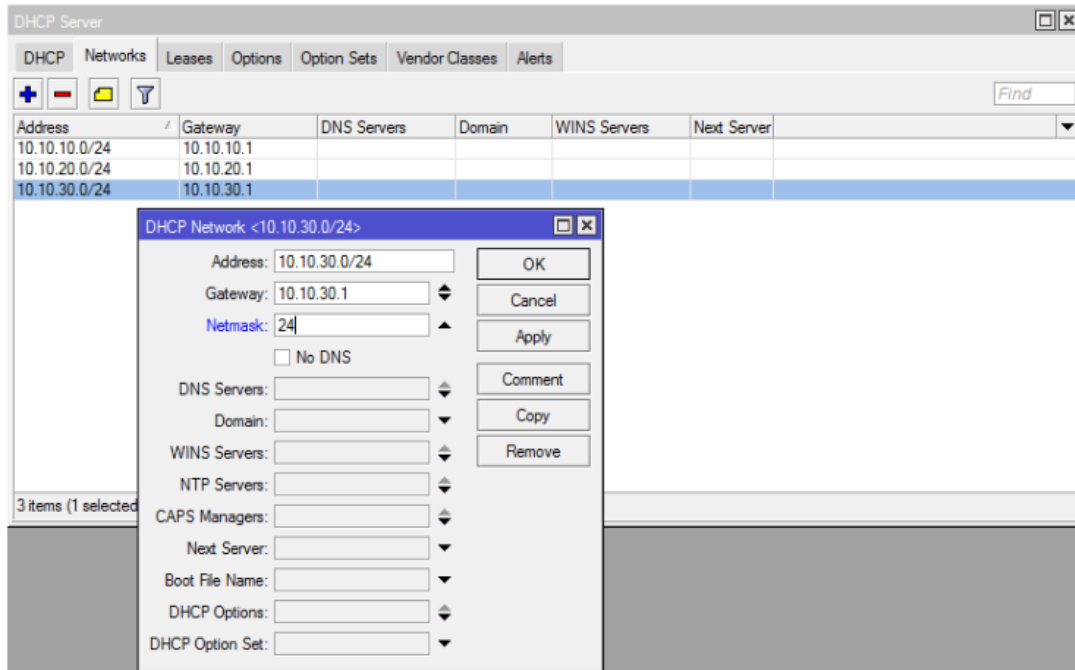 DHCP Server
DHCP Networks Leases Options Option Sets Vendor Classes Alerts
Find
Address Gateway DNS Servers Domain WINS Servers Next Server
10.10.10.0/24 10.10.10.1
10.10.20.0/24 10.10.20.1
10.10.30.0/24 10.10.30.1
DHCP Network <10.10.30.0/24>
Address: 10.10.30.0/24 OK
Gateway: 10.10.30.1 Cancel
Netmask: 24 Apply
No DNS
DNS Servers: Comment
Domain: Copy
WINS Servers: Remove
NTP Servers:
3 items (1 selected
CAPS Managers:
Next Server:
Boot File Name:
DHCP Options:
DHCP Option Set: